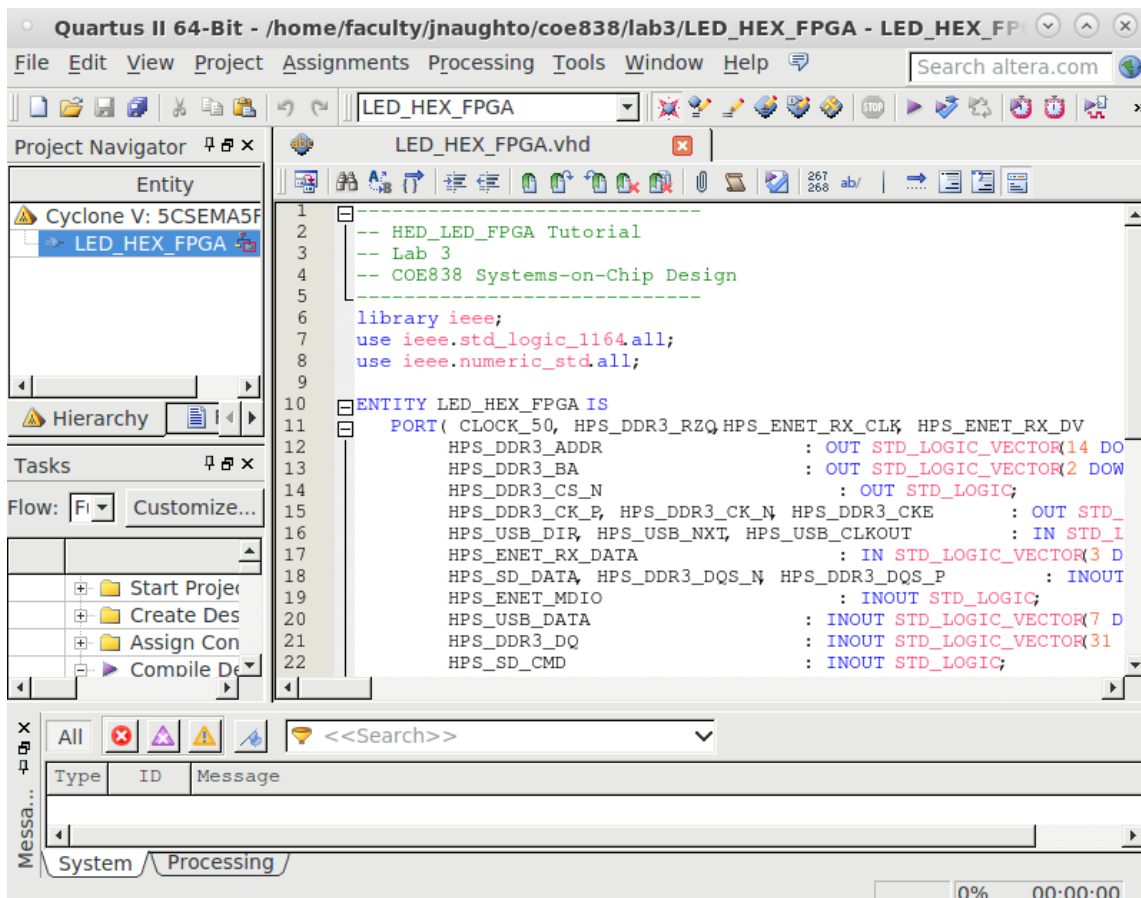 Quartus II 64-Bit - /home/faculty/jnaughto/coe838/lab3/LED_HEX_FPGA - LED_HEX_FP
File Edit View Project Assignments Processing Tools Window Help Search altera.com
LED_HEX_FPGA STOP
Project Navigator
Entity
Cyclone V: 5CSEMA5F
LED_HEX_FPGA
Hierarchy
Tasks
Flow: Customize...
Start Projec
Create Des
Assign Con
Compile De
LED_HEX_FPGA.vhd
267
268 ab/
1 -----------------------------
2 -- HED_LED_FPGA Tutorial
3 -- Lab 3
4 -- COE838 Systems-on-Chip Design
5 -----------------------------
6 library ieee;
7 use ieee.std_logic_1164.all;
8 use ieee.numeric_std.all;
9
10 ENTITY LED_HEX_FPGA IS
11 PORT( CLOCK_50, HPS_DDR3_RZQ,HPS_ENET_RX_CLK, HPS_ENET_RX_DV
12 HPS_DDR3_ADDR : OUT STD_LOGIC_VECTOR(14 DO
13 HPS_DDR3_BA : OUT STD_LOGIC_VECTOR(2 DOW
14 HPS_DDR3_CS_N : OUT STD_LOGIC;
15 HPS_DDR3_CK_P, HPS_DDR3_CK_N, HPS_DDR3_CKE : OUT STD_
16 HPS_USB_DIR, HPS_USB_NXT, HPS_USB_CLKOUT : IN STD_L
17 HPS_ENET_RX_DATA : IN STD_LOGIC_VECTOR(3 D
18 HPS_SD_DATA, HPS_DDR3_DQS_N, HPS_DDR3_DQS_P : INOUT
19 HPS_ENET_MDIO : INOUT STD_LOGIC;
20 HPS_USB_DATA : INOUT STD_LOGIC_VECTOR(7 D
21 HPS_DDR3_DQ : INOUT STD_LOGIC_VECTOR(31
22 HPS_SD_CMD : INOUT STD_LOGIC;
All <<Search>>
Type ID Message
Messa...
System Processing
0% 00:00:00